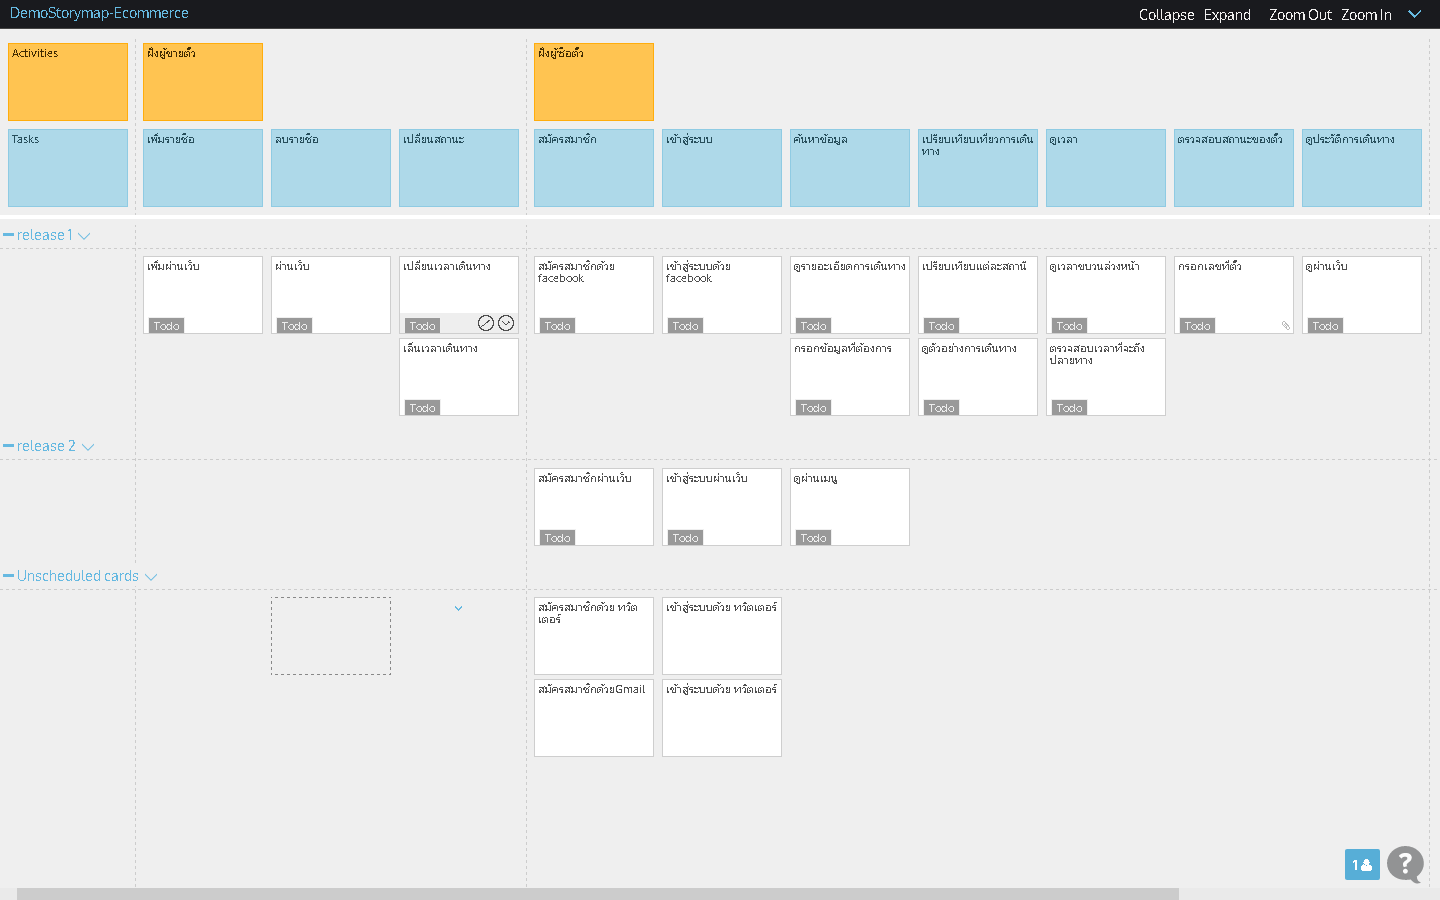 DemoStorymap-Ecommerce
Collapse Expand Zoom Out Zoom In
Activities
ฝั่งผู้ขายตั๋ว
ฝั่งผู้ซื้อตั๋ว
Tasks
เพิ่มรายชื่อ
ลบรายชื่อ
เปลี่ยนสถานะ
สมัครสมาชิก
เข้าสู่ระบบ
ค้นหาข้อมูล
เปรียบเทียบเที่ยวการเดิน
ทาง
ดูเวลา
ตรวจสอบสถานะของตั๋ว
ดูประวัติการเดินทาง
release 1
เพิ่มผ่านเว็บ
Todo
ผ่านเว็บ
Todo
เปลี่ยนเวลาเดินทาง
Todo
สมัครสมาชิกด้วย
facebook
Todo
เข้าสู่ระบบด้วย
facebook
Todo
ดูรายอะเอียดการเดินทาง
Todo
เปรียบเทียบแต่ละสถานี
Todo
ดูเวลาขบวนล่วงหน้า
Todo
กรอกเลขที่ตั๋ว
Todo
ดูผ่านเว็บ
Todo
เลื่นเวลาเดินทาง
Todo
กรอกข้อมูลที่ต้องการ
Todo
ดูตัวอย่างการเดินทาง
Todo
ตรวจสอบเวลาที่จะถึง
ปลายทาง
Todo
release 2
สมัครสมาชิกผ่านเว็บ
Todo
เข้าสู่ระบบผ่านเว็บ
Todo
ดูผ่านเมนู
Todo
Unscheduled cards
สมัครสมาชิกด้วย ทวิต
เตอร์
เข้าสู่ระบบด้วย ทวิตเตอร์
สมัครสมาชิกด้วยGmail
เข้าสู่ระบบด้วย ทวิตเตอร์
1
?